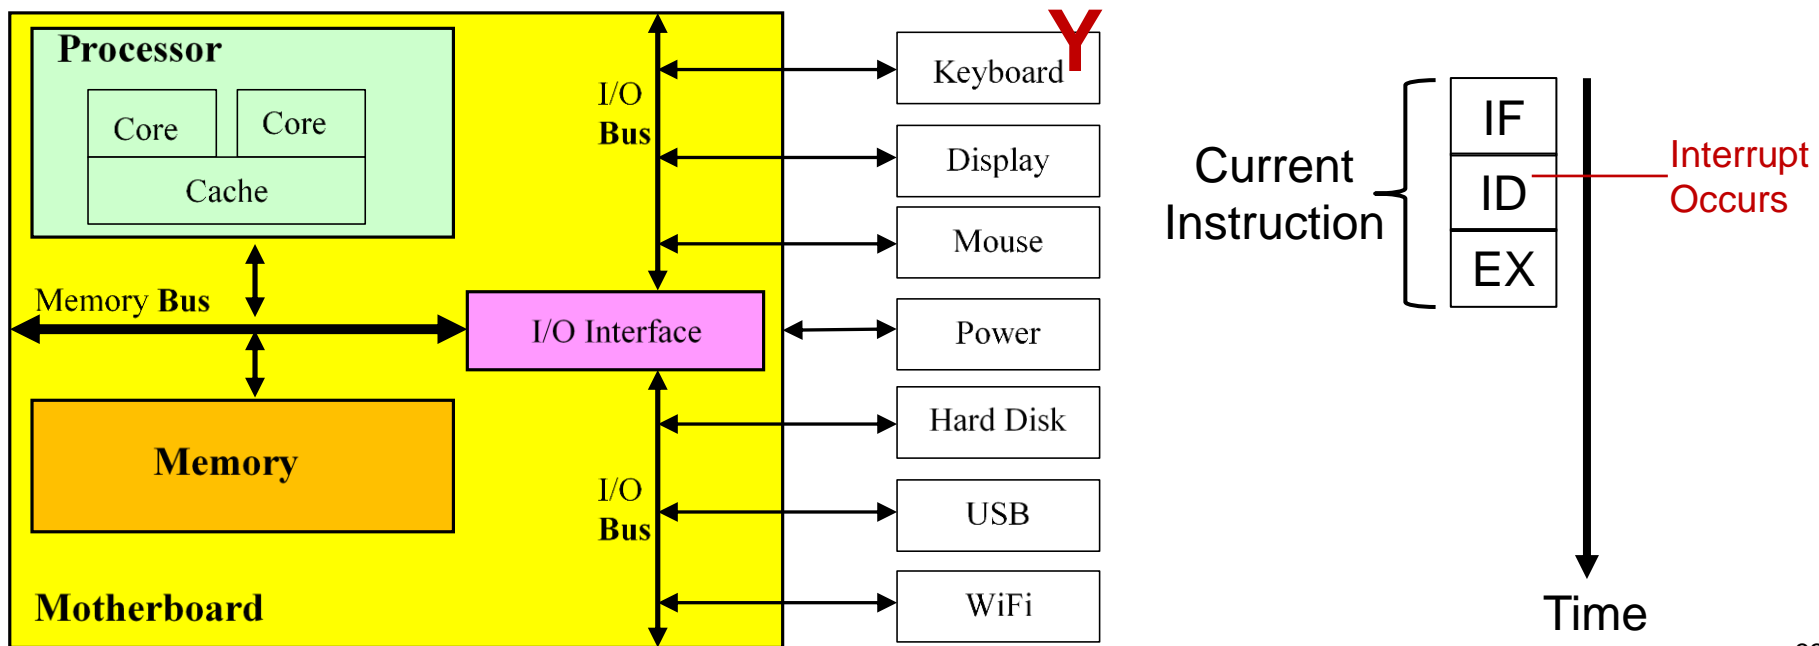 Processor
Core
Core
Cache
Memory Bus
I/O
Bus
I/O Interface
Memory
I/O
Bus
Motherboard
Y
Keyboard
Display
Mouse
Power
Hard Disk
USB
WiFi
Current
Instruction
IF
ID
EX
Interrupt
Occurs
Time